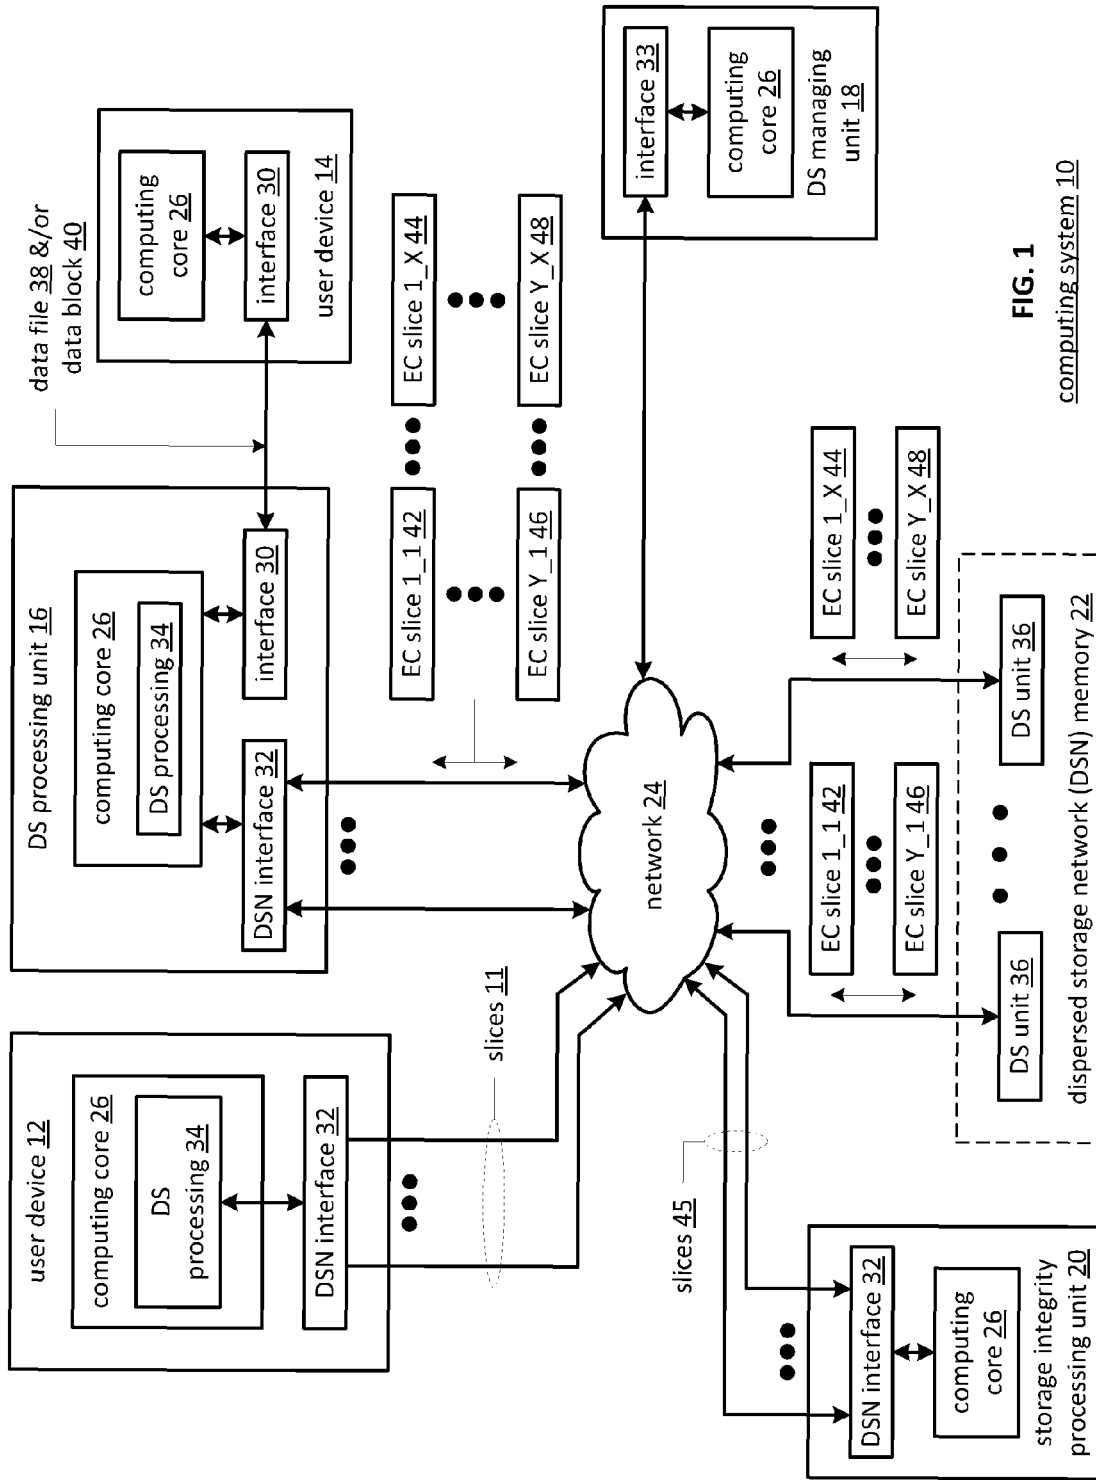 user device 12
computing core 26
DS
processing 34
DSN interface 32
slices 11
DS processing unit 16
computing core 26
DS processing 34
DSN interface 32
interface 30
data file 38 &/or
data block 40
computing
core 26
interface 30
user device 14
EC slice 1_1 42
EC slice 1_X 44
EC slice Y_1 46
EC slice Y_X 48
network 24
interface 33
computing
core 26
DS managing
unit 18
slices 45
DSN interface 32
computing
core 26
storage integrity
processing unit 20
EC slice 1_1 42
EC slice Y_1 46
EC slice 1_X 44
EC slice Y_X 48
DS unit 36
DS unit 36
dispersed storage network (DSN) memory 22
FIG. 1
computing system 10